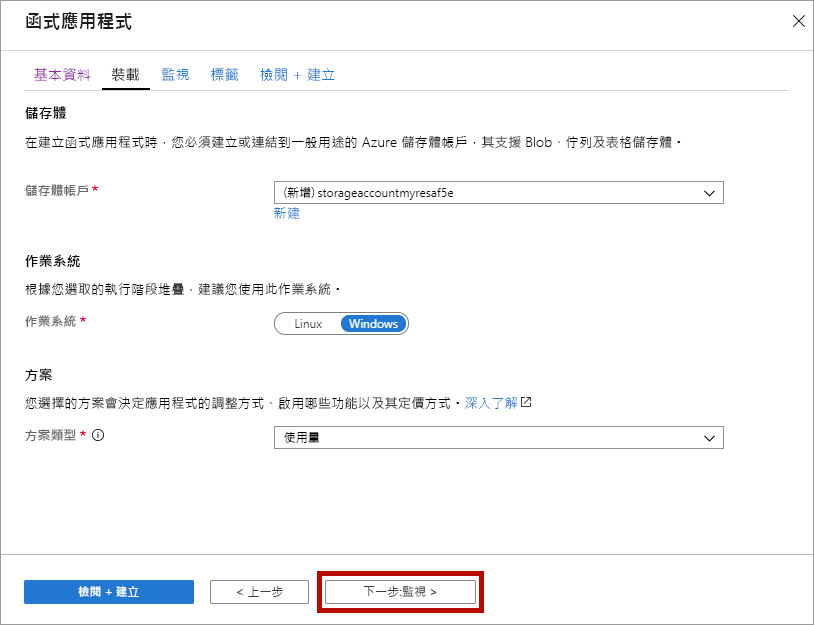 函式應用程式
基本資料 裝載 監視 標籤 檢閱 + 建立
儲存體
在建立函式應用程式時，您必須建立或連結到一般用途的 Azure 儲存體帳戶，其支援 Blob、佇列及表格儲存體。
儲存體帳戶 * (新增) storageaccountmyresaf5e
新建
作業系統
根據您選取的執行階段堆疊，建議您使用此作業系統。
作業系統 * Linux Windows
方案
您選擇的方案會決定應用程式的調整方式、啟用哪些功能以及其定價方式。深入了解
方案類型 * 使用量
檢閱 + 建立 < 上一步 下一步:監視 >